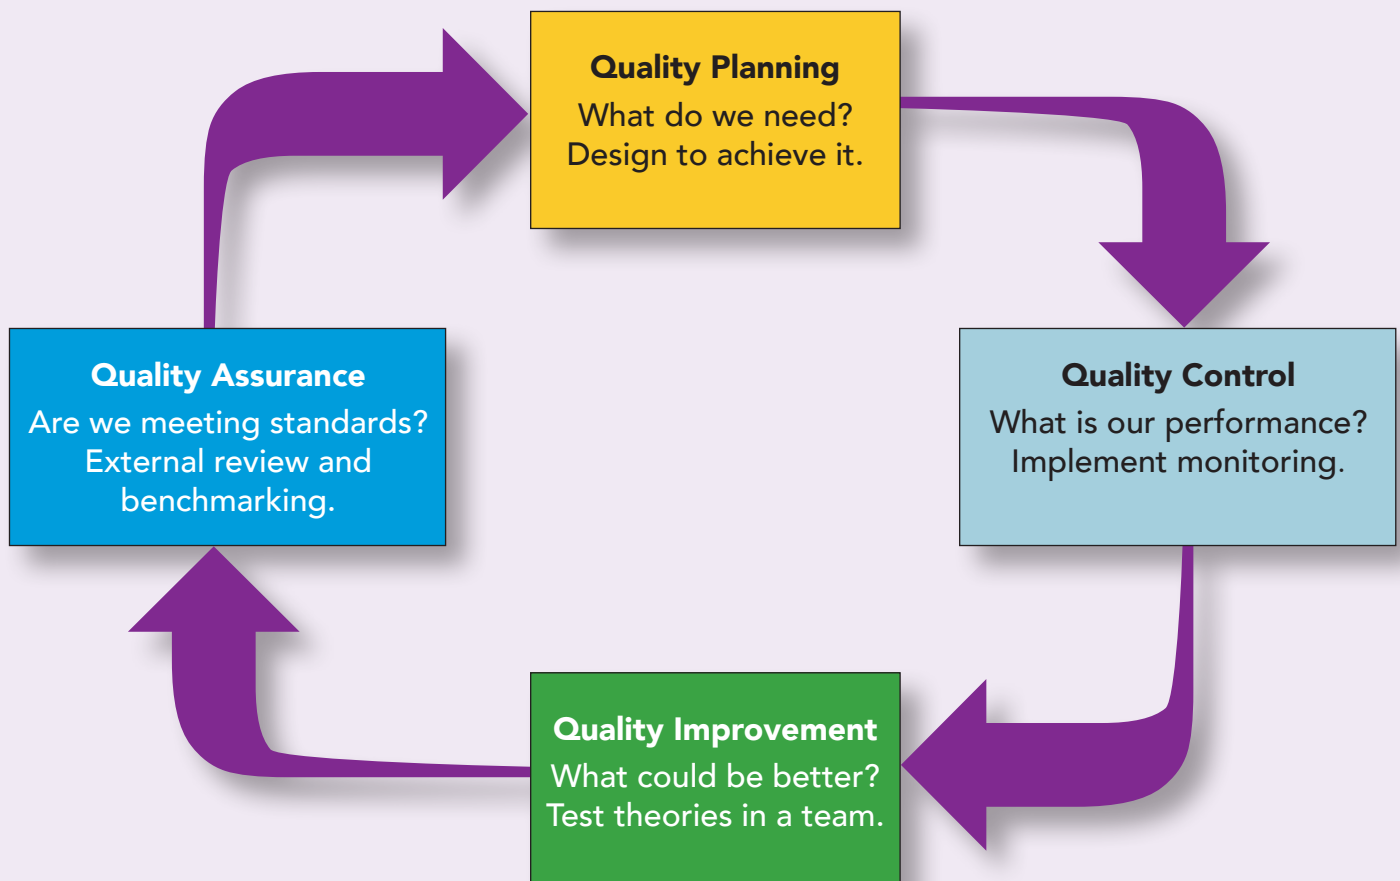 Quality Planning
What do we need?
Design to achieve it.
Quality Assurance
Are we meeting standards?
External review and
benchmarking.
Quality Control
What is our performance?
Implement monitoring.
Quality Improvement
What could be better?
Test theories in a team.